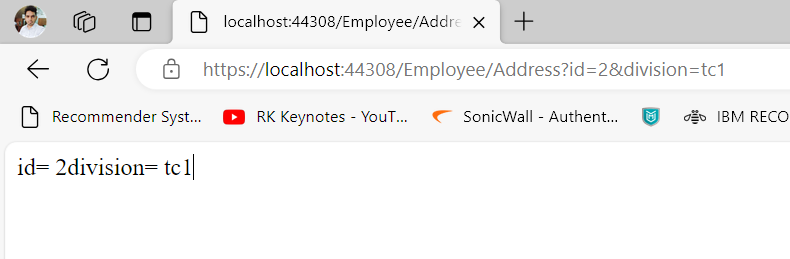 localhost:44308/Employee/Addre
https://localhost:44308/Employee/Address?id=2&division=tc1
Recommender Syst... RK Keynotes - YouT... SonicWall - Authent... IBM RECO
id= 2division= tc1